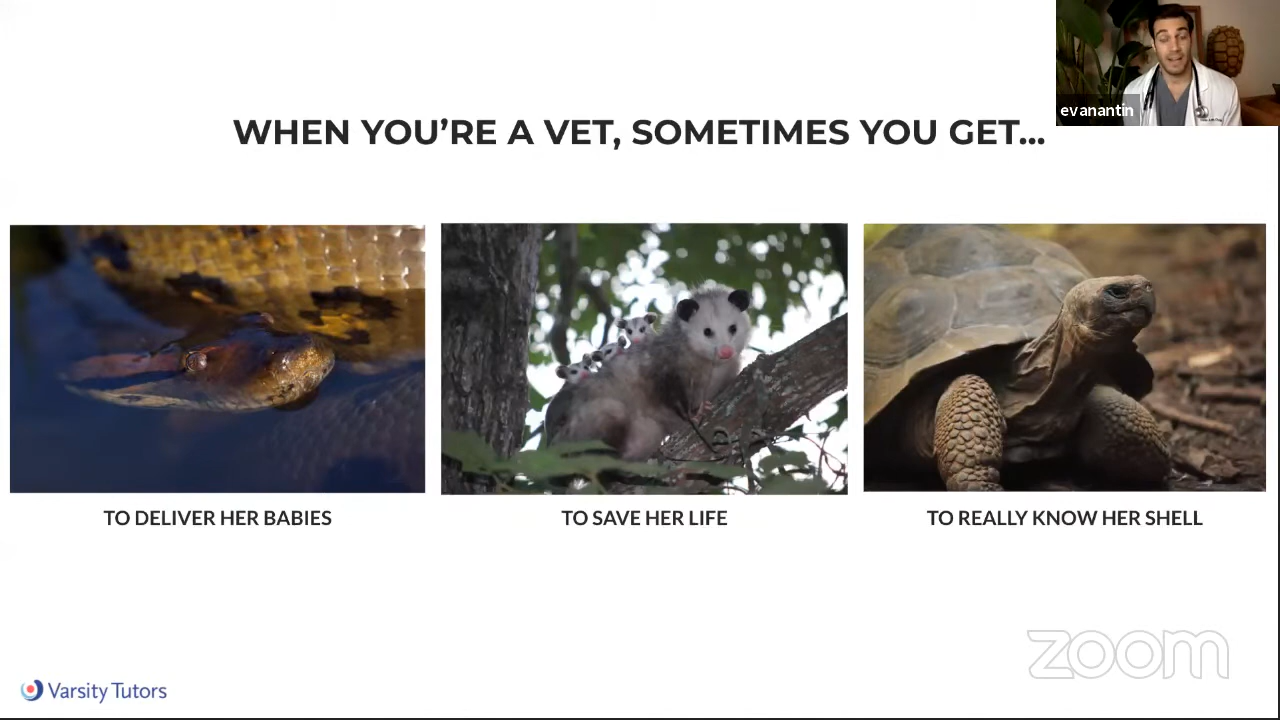 evanantin
WHEN YOU’RE A VET, SOMETIMES YOU GET...
TO DELIVER HER BABIES
TO SAVE HER LIFE
TO REALLY KNOW HER SHELL
zoom
Varsity Tutors